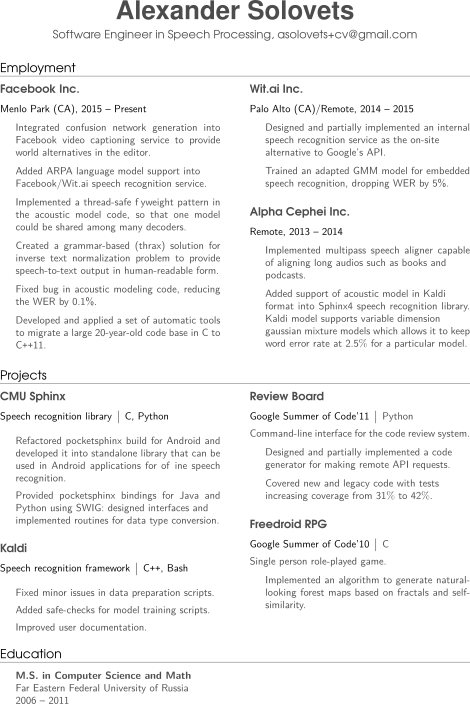 Alexander Solovets
Software Engineer in Speech Processing, asolovets+cv@gmail.com
Employment
Facebook Inc.
Menlo Park (CA), 2015 – Present
Integrated confusion network generation into
Facebook video captioning service to provide
world alternatives in the editor.
Added ARPA language model support into
Facebook/Wit.ai speech recognition service.
Implemented a thread-safe f yweight pattern in
the acoustic model code, so that one model
could be shared among many decoders.
Created a grammar-based (thrax) solution for
inverse text normalization problem to provide
speech-to-text output in human-readable form.
Fixed bug in acoustic modeling code, reducing
the WER by 0.1%.
Developed and applied a set of automatic tools
to migrate a large 20-year-old code base in C to
C++11.
Wit.ai Inc.
Palo Alto (CA)/Remote, 2014 – 2015
Designed and partially implemented an internal
speech recognition service as the on-site
alternative to Google's API.
Trained an adapted GMM model for embedded
speech recognition, dropping WER by 5%.
Alpha Cephei Inc.
Remote, 2013 – 2014
Implemented multipass speech aligner capable
of aligning long audios such as books and
podcasts.
Added support of acoustic model in Kaldi
format into Sphinx4 speech recognition library.
Kaldi model supports variable dimension
gaussian mixture models which allows it to keep
word error rate at 2.5% for a particular model.
Projects
CMU Sphinx
Speech recognition library | C, Python
Refactored pocketsphinx build for Android and
developed it into standalone library that can be
used in Android applications for of ine speech
recognition.
Provided pocketsphinx bindings for Java and
Python using SWIG: designed interfaces and
implemented routines for data type conversion.
Kaldi
Speech recognition framework | C++, Bash
Fixed minor issues in data preparation scripts.
Added safe-checks for model training scripts.
Improved user documentation.
Review Board
Google Summer of Code'11 | Python
Command-line interface for the code review system.
Designed and partially implemented a code
generator for making remote API requests.
Covered new and legacy code with tests
increasing coverage from 31% to 42%.
Freedroid RPG
Google Summer of Code'10 | C
Single person role-played game.
Implemented an algorithm to generate natural-
looking forest maps based on fractals and self-
similarity.
Education
M.S. in Computer Science and Math
Far Eastern Federal University of Russia
2006 – 2011